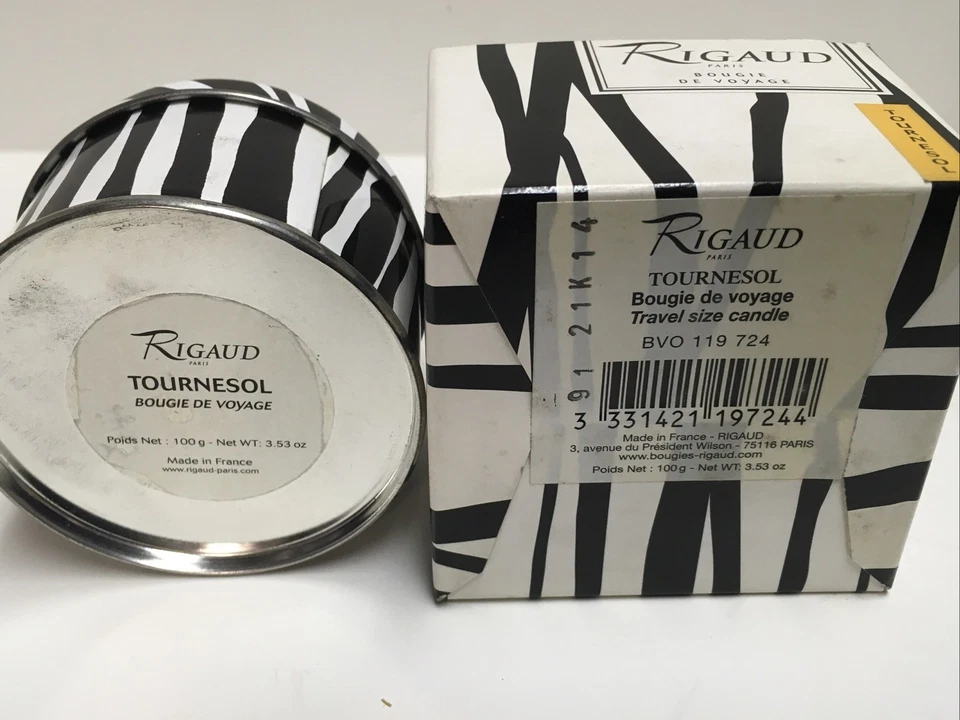 RIGAUD
PARIS
TOURNESOL
BOUGIE DE VOYAGE
Poids Net : 100 g - Net WT: 3.53 oz
Made in France
www.rigaud-paris.com
RIGAUD
PARIS
BOUGIE
DE VOYAGE
TOURNESOL
RIGAUD
PARIS
TOURNESOL
Bougie de voyage
Travel size candle
BVO 119 724
91 21K14
3 331421 197244
Made in France - RIGAUD
3, avenue du Président Wilson - 75116 PARIS
www.bougies-rigaud.com
Poids Net : 100 g - Net WT: 3.53 oz